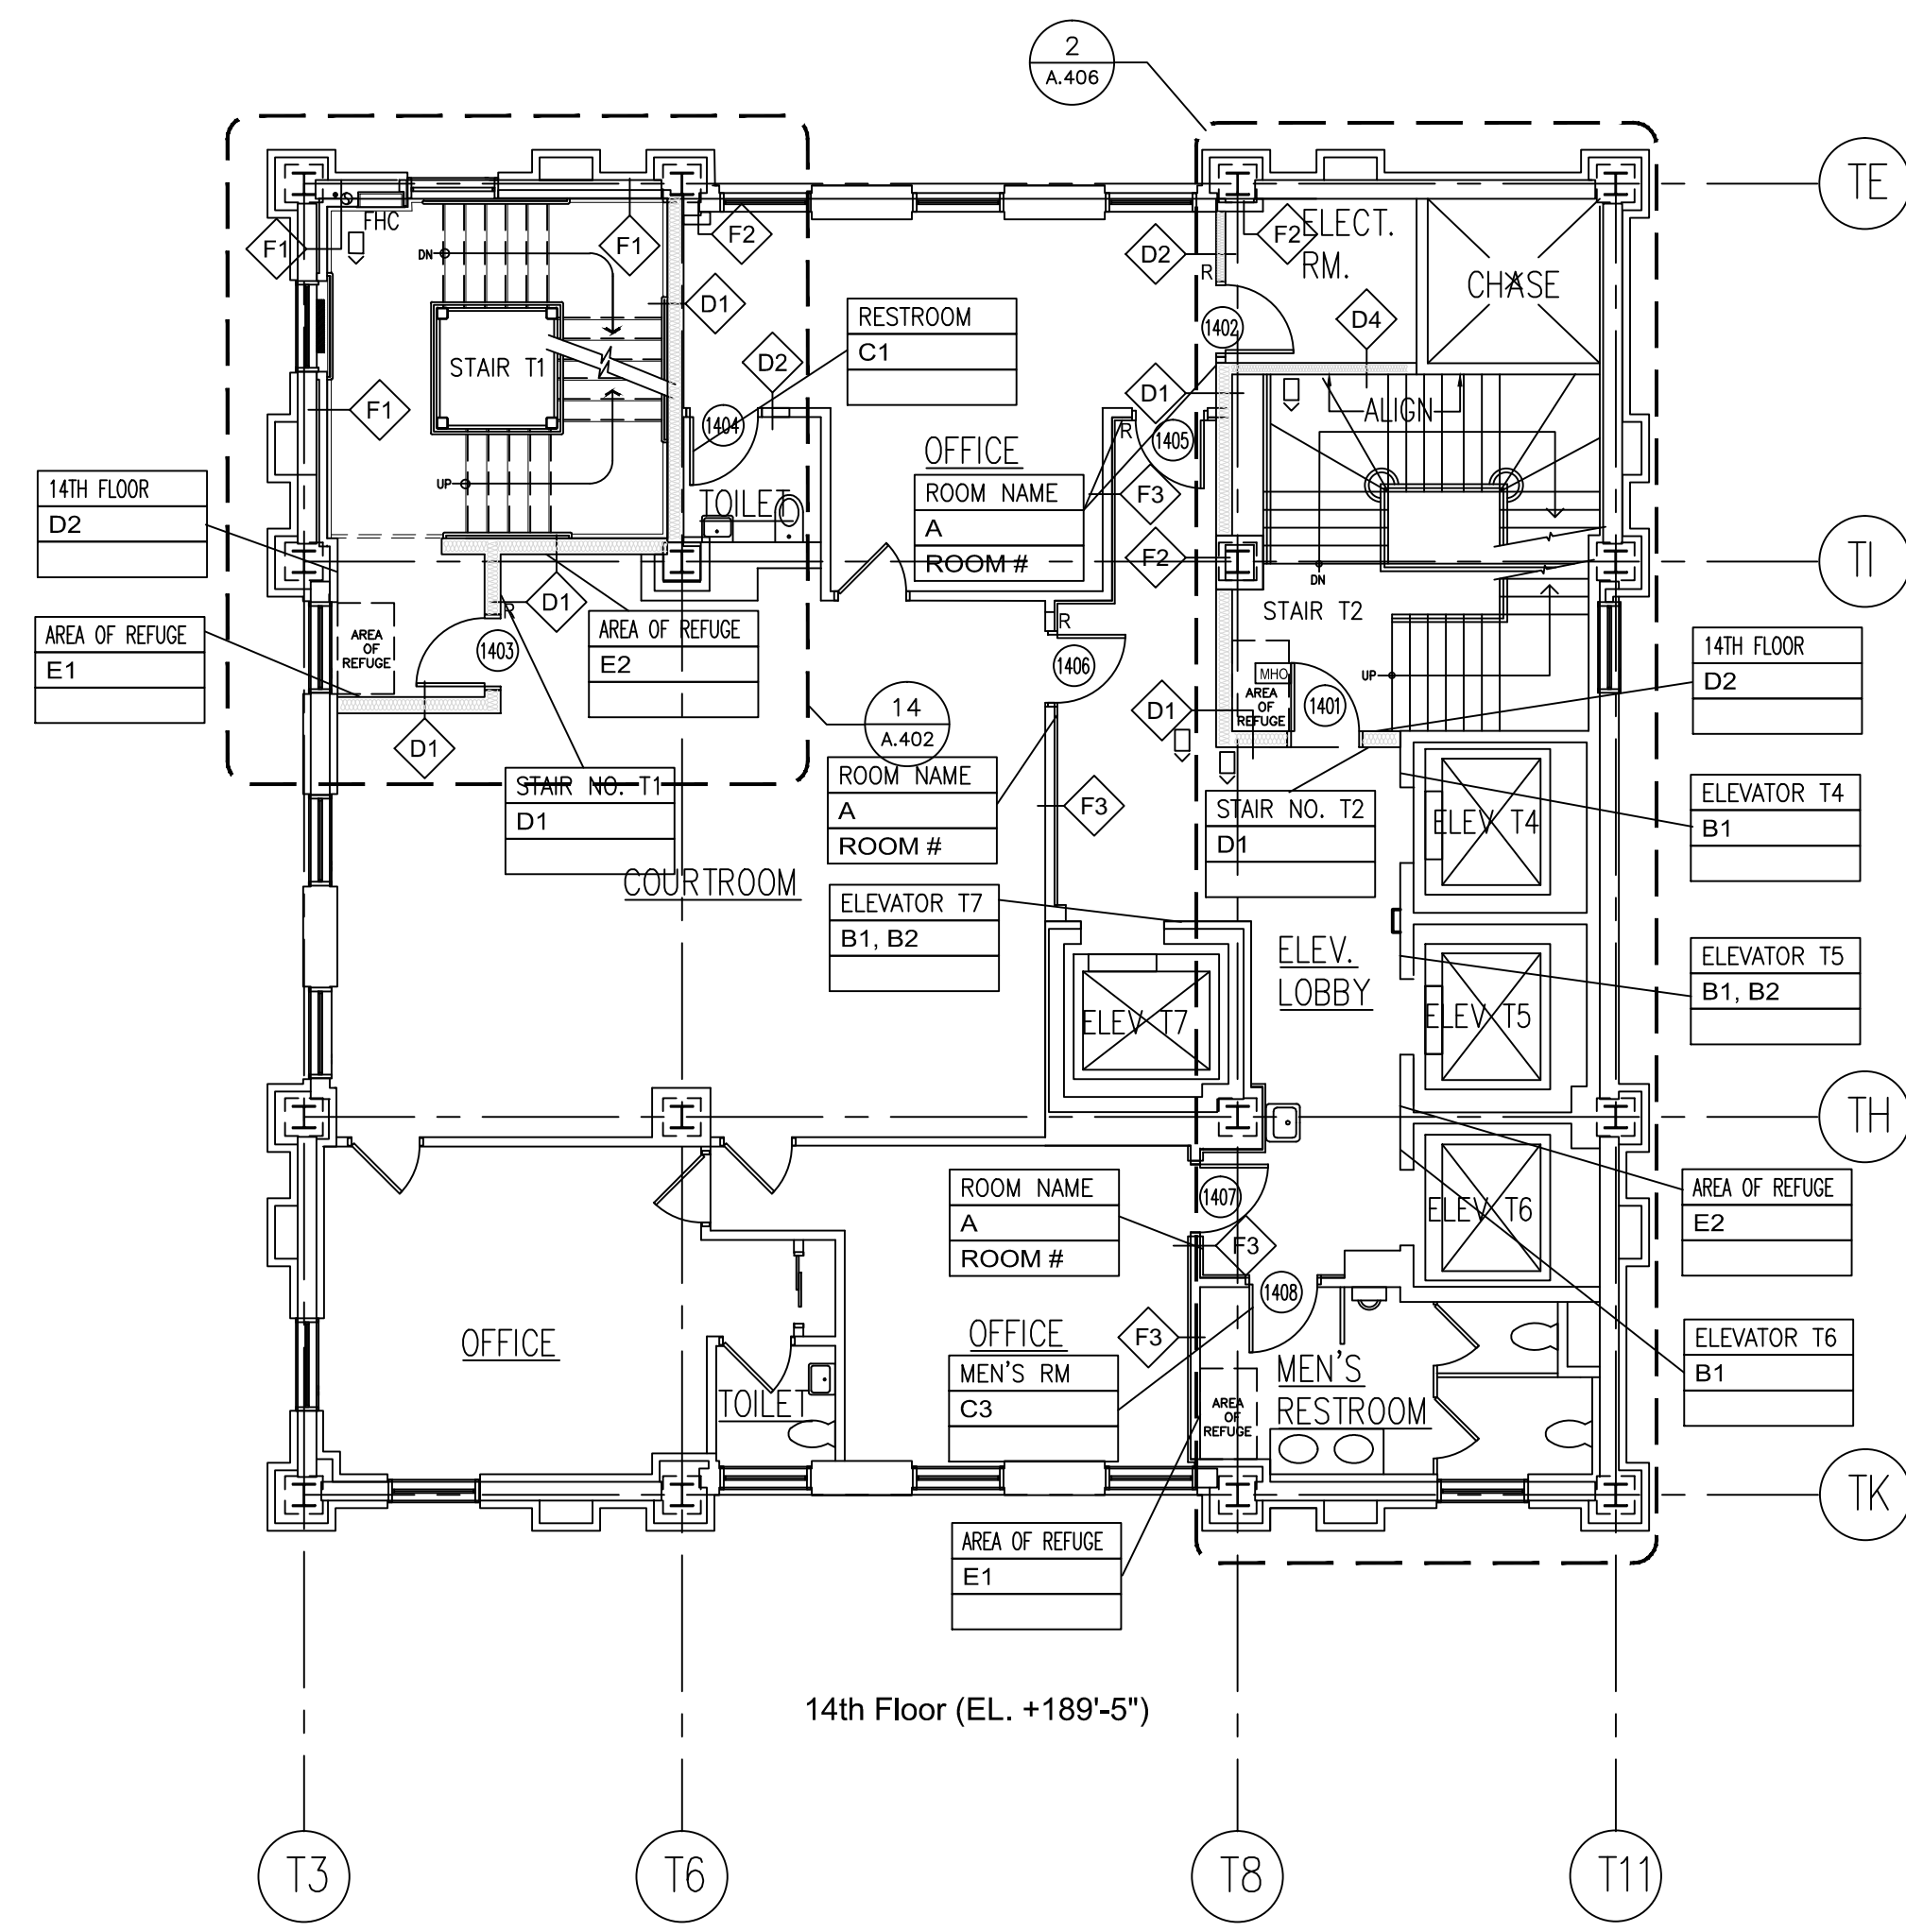 2
A.406
TE
FHC
F1
F1
F2
D2
F2
ELECT.
RM.
R
CHASE
DN
D1
RESTROOM
C1
1402
D4
STAIR T1
D2
F1
D1
ALIGN
1404
R
1405
OFFICE
14TH FLOOR
D2
UP
TOILET
ROOM NAME
A
ROOM #
F3
F2
TI
DN
D1
R
STAIR T2
AREA OF REFUGE
E1
AREA
OF
REFUGE
1403
AREA OF REFUGE
E2
R
1406
MHO
AREA
OF
REFUGE
1401
UP
14TH FLOOR
D2
14
A.402
D1
D1
STAIR NO. T1
D1
ROOM NAME
A
ROOM #
F3
STAIR NO. T2
D1
ELEV T4
ELEVATOR T4
B1
COURTROOM
ELEVATOR T7
B1, B2
ELEV.
LOBBY
ELEVATOR T5
B1, B2
ELEV T7
ELEV T5
TH
ROOM NAME
A
ROOM #
1407
F3
ELEV T6
AREA OF REFUGE
E2
1408
OFFICE
OFFICE
F3
MEN'S RM
C3
MEN'S
RESTROOM
ELEVATOR T6
B1
TOILET
AREA
OF
REFUGE
TK
AREA OF REFUGE
E1
14th Floor (EL. +189'-5")
T3
T6
T8
T11